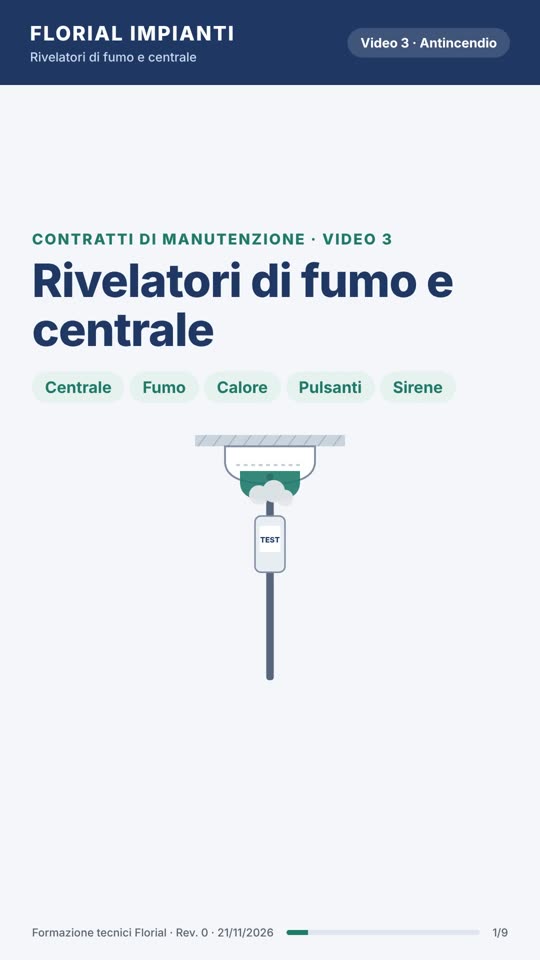 FLORIAL IMPIANTI
Rivelatori di fumo e centrale
Video 3 · Antincendio
CONTRATTI DI MANUTENZIONE · VIDEO 3
Rivelatori di fumo e
centrale
Centrale Fumo Calore Pulsanti Sirene
TEST
Formazione tecnici Florial · Rev. 0 · 21/11/2026 1/9